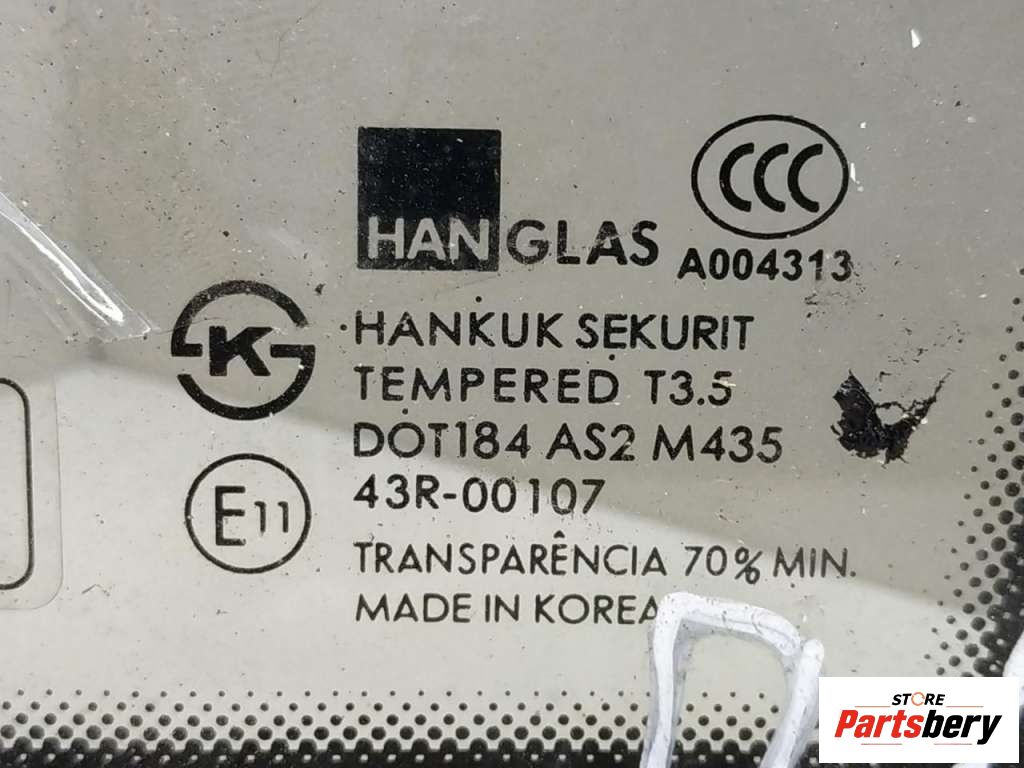 HANGLAS
CCC
A004313
K
HANKUK SEKURIT
TEMPERED T3.5
DOT184 AS2 M435
E11
43R-00107
TRANSPARÊNCIA 70% MIN.
MADE IN KOREA
STORE
Partsbery